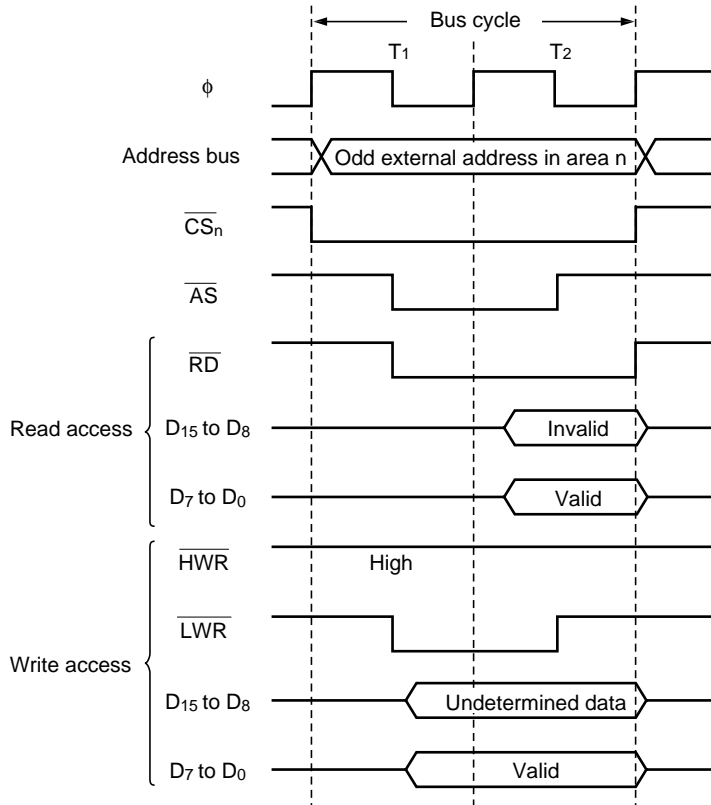 Bus cycle
T1 T2
ϕ
Address bus Odd external address in area n
CSn
AS
RD
Read access D15 to D8 Invalid
D7 to D0 Valid
HWR High
LWR
Write access D15 to D8 Undetermined data
D7 to D0 Valid